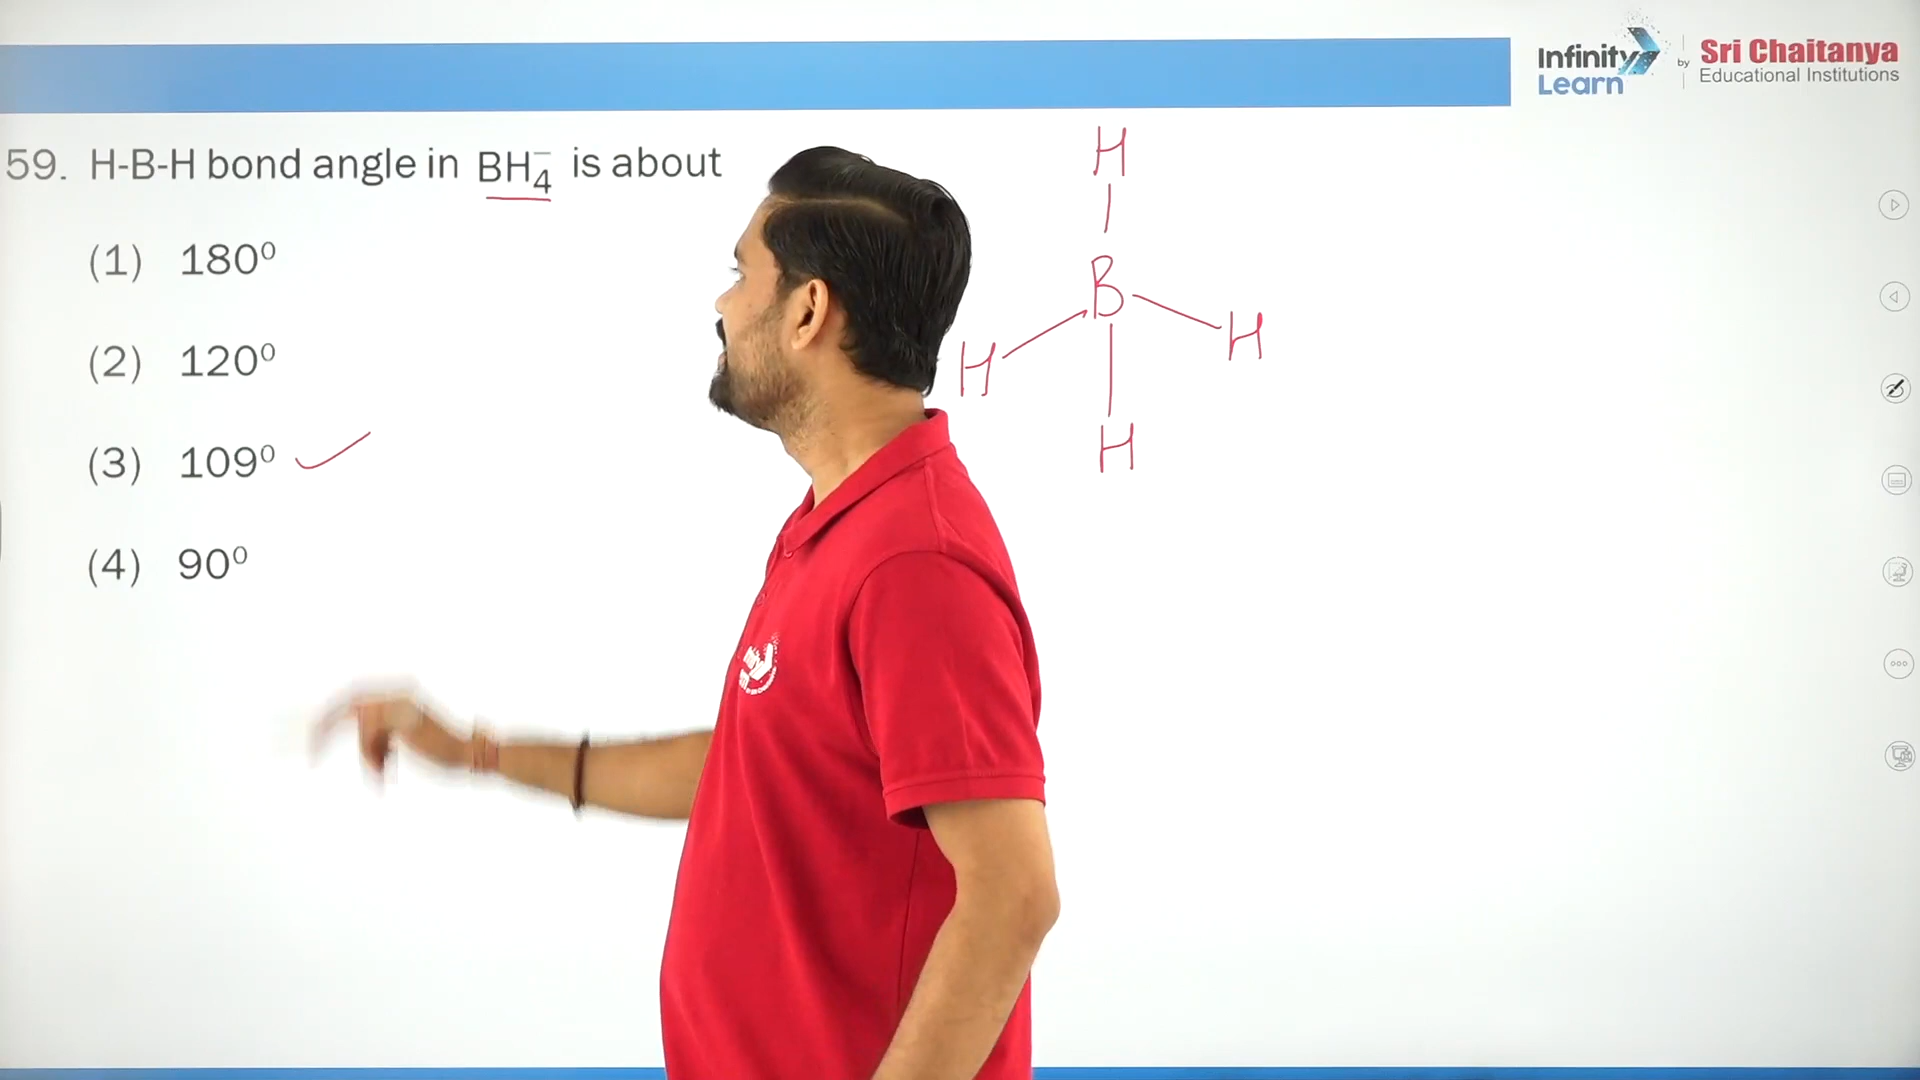 Infinity Learn by Sri Chaitanya Educational Institutions
59. H-B-H bond angle in BH₄⁻ is about
(1) 180⁰
(2) 120⁰
(3) 109⁰ ✓
(4) 90⁰
H
B
H H
H